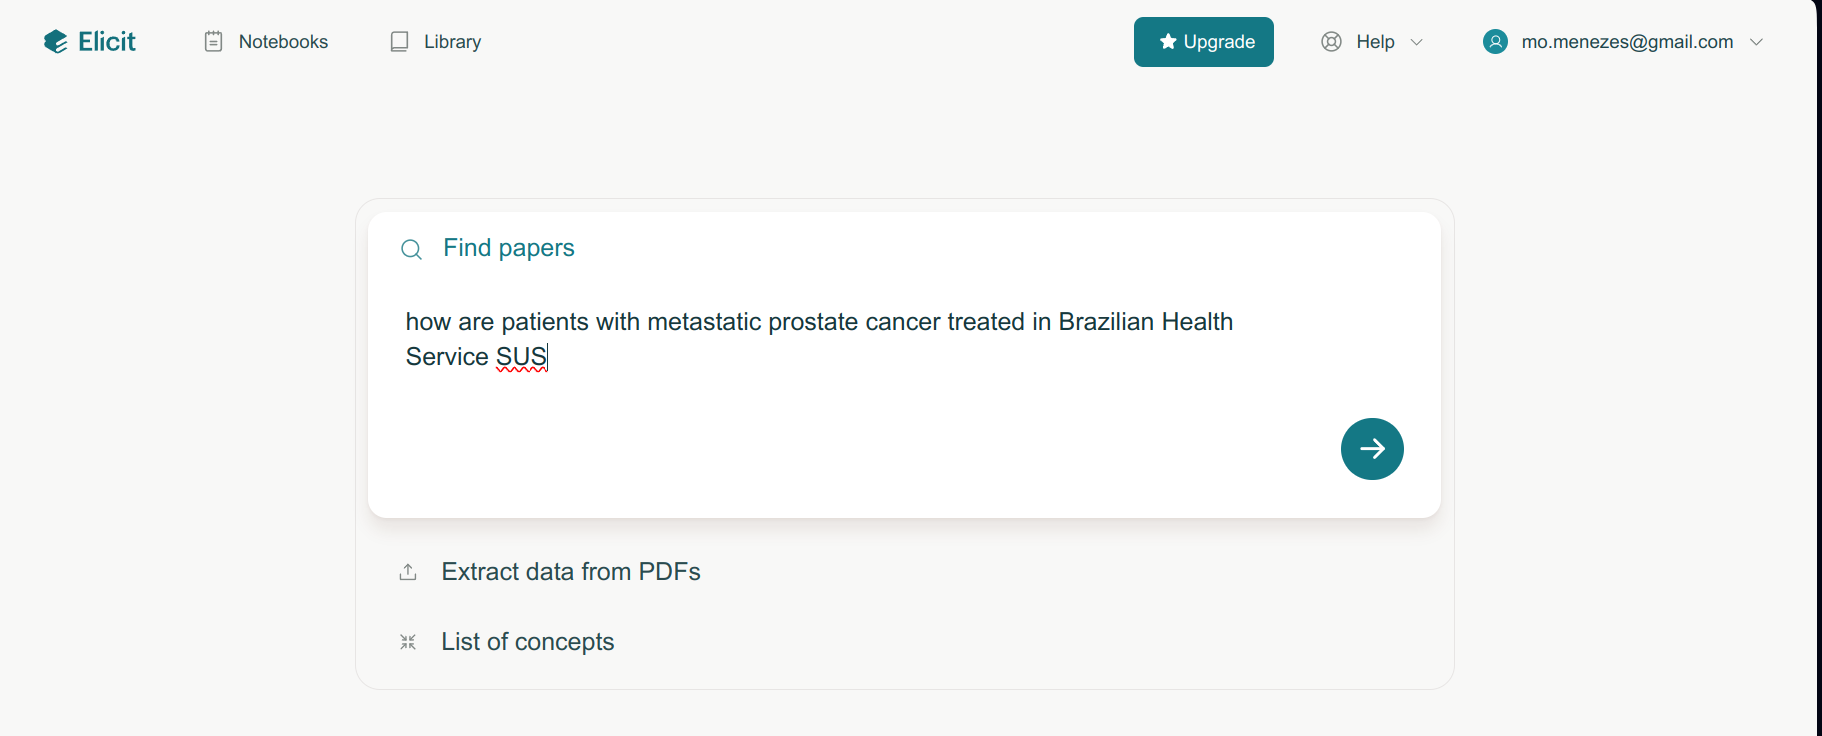 Elicit
Notebooks
Library
Upgrade
Help
mo.menezes@gmail.com
Find papers
how are patients with metastatic prostate cancer treated in Brazilian Health
Service SUS
Extract data from PDFs
List of concepts